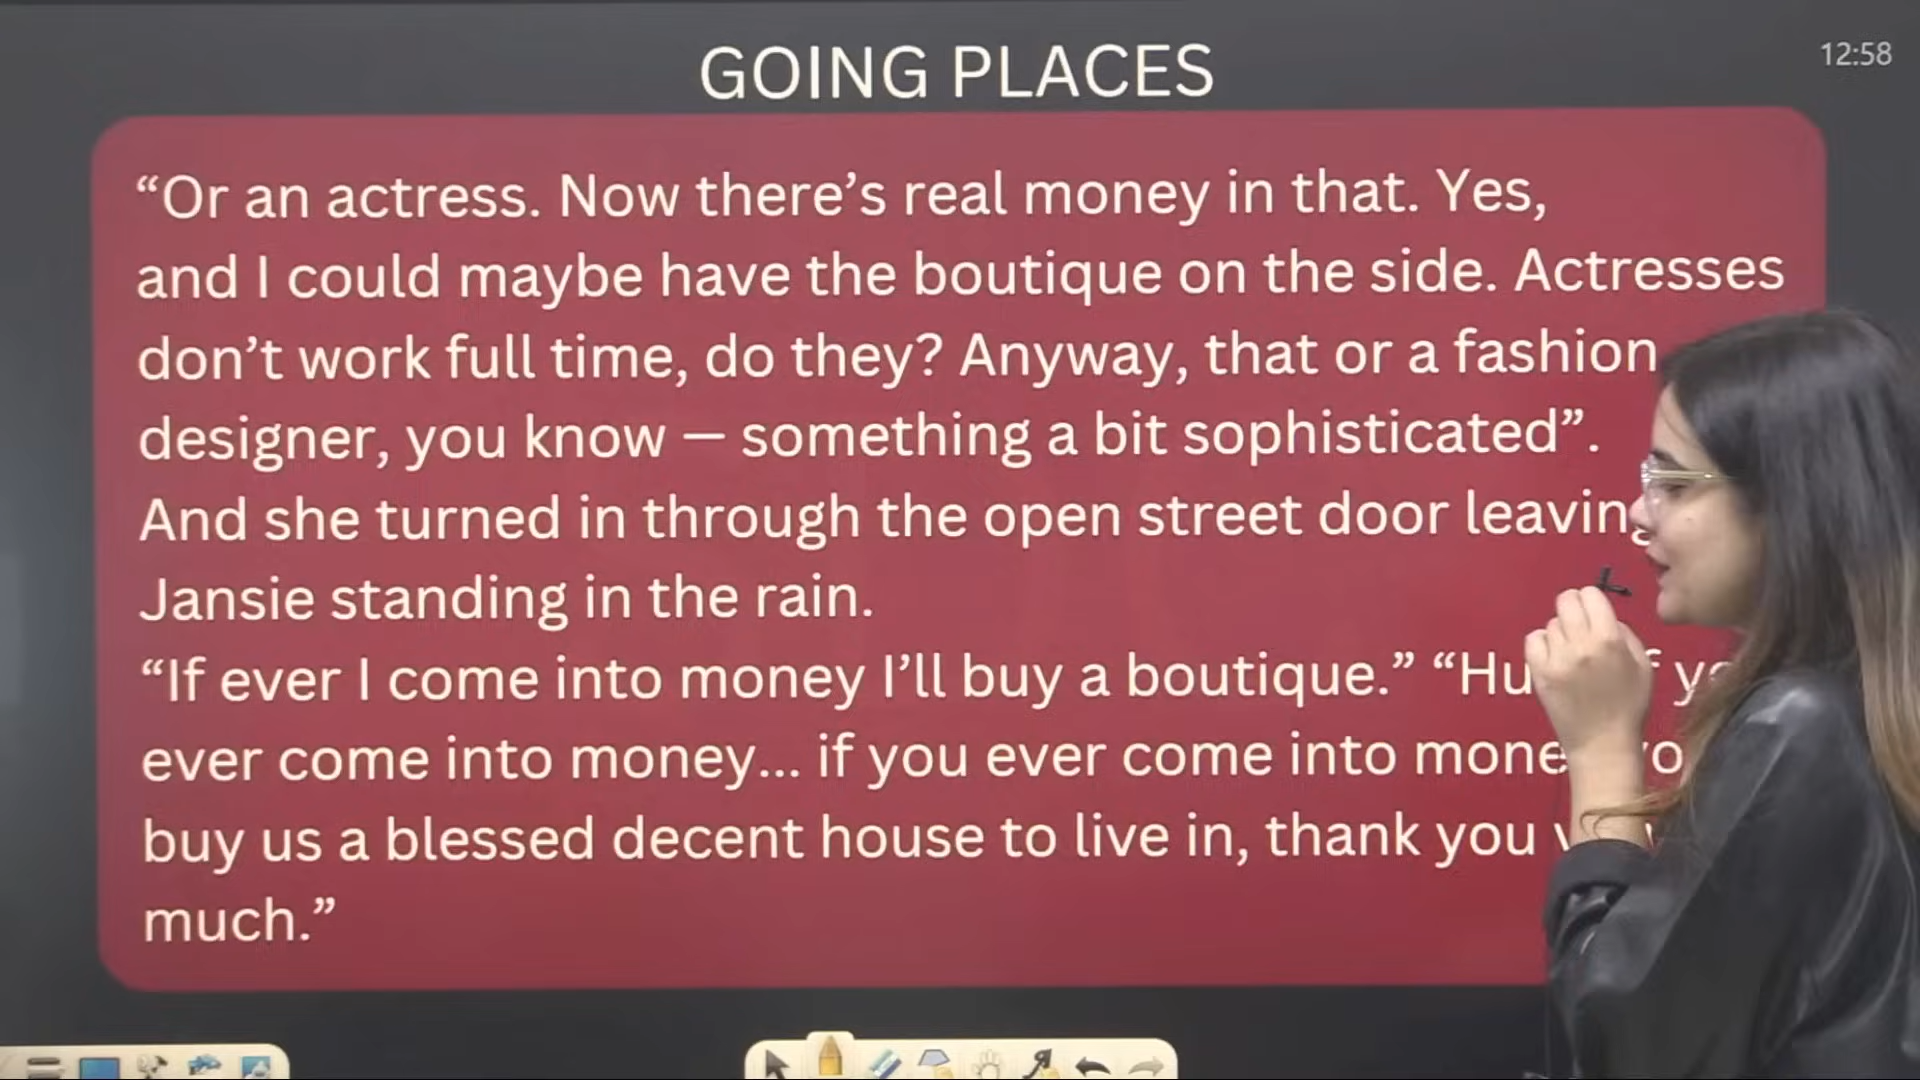 GOING PLACES
12:58
“Or an actress. Now there’s real money in that. Yes,
and I could maybe have the boutique on the side. Actresses
don’t work full time, do they? Anyway, that or a fashion
designer, you know — something a bit sophisticated”.
And she turned in through the open street door leaving
Jansie standing in the rain.
“If ever I come into money I’ll buy a boutique.”
ever come into money... if you ever come into money
buy us a blessed decent house to live in, thank you
much.”